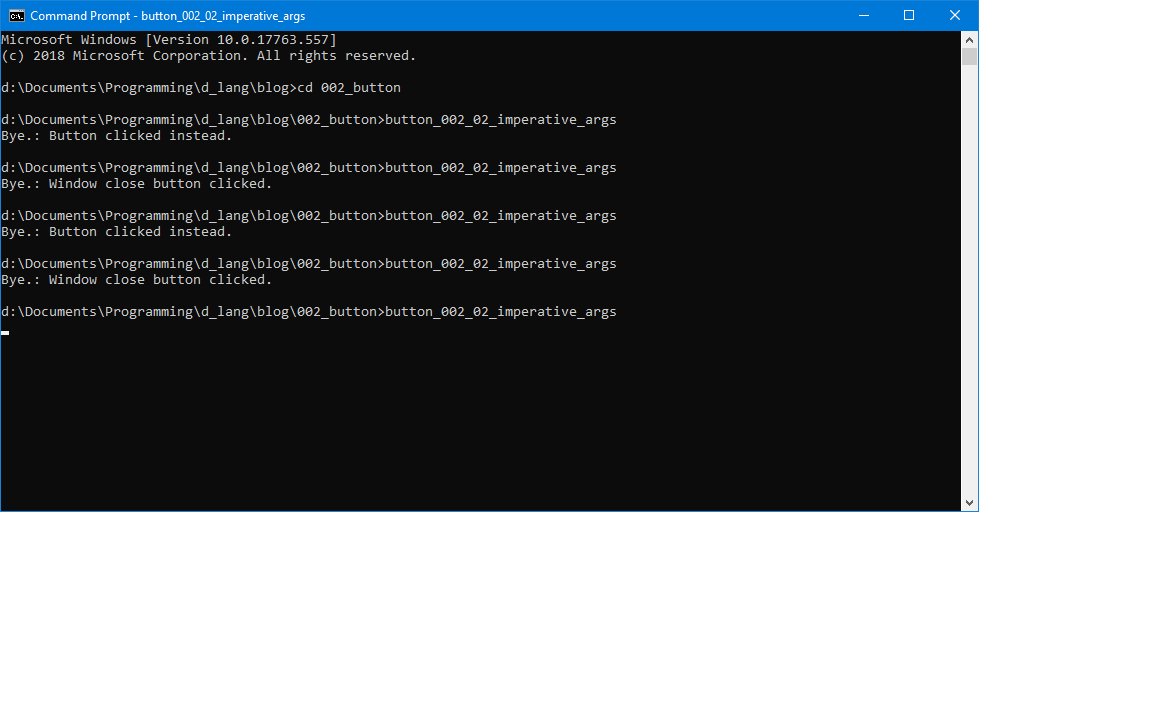 Command Prompt - button_002_02_imperative_args
Microsoft Windows [Version 10.0.17763.557]
(c) 2018 Microsoft Corporation. All rights reserved.
d:\Documents\Programming\d_lang\blog>cd 002_button
d:\Documents\Programming\d_lang\blog\002_button>button_002_02_imperative_args
Bye.: Button clicked instead.
d:\Documents\Programming\d_lang\blog\002_button>button_002_02_imperative_args
Bye.: Window close button clicked.
d:\Documents\Programming\d_lang\blog\002_button>button_002_02_imperative_args
Bye.: Button clicked instead.
d:\Documents\Programming\d_lang\blog\002_button>button_002_02_imperative_args
Bye.: Window close button clicked.
d:\Documents\Programming\d_lang\blog\002_button>button_002_02_imperative_args